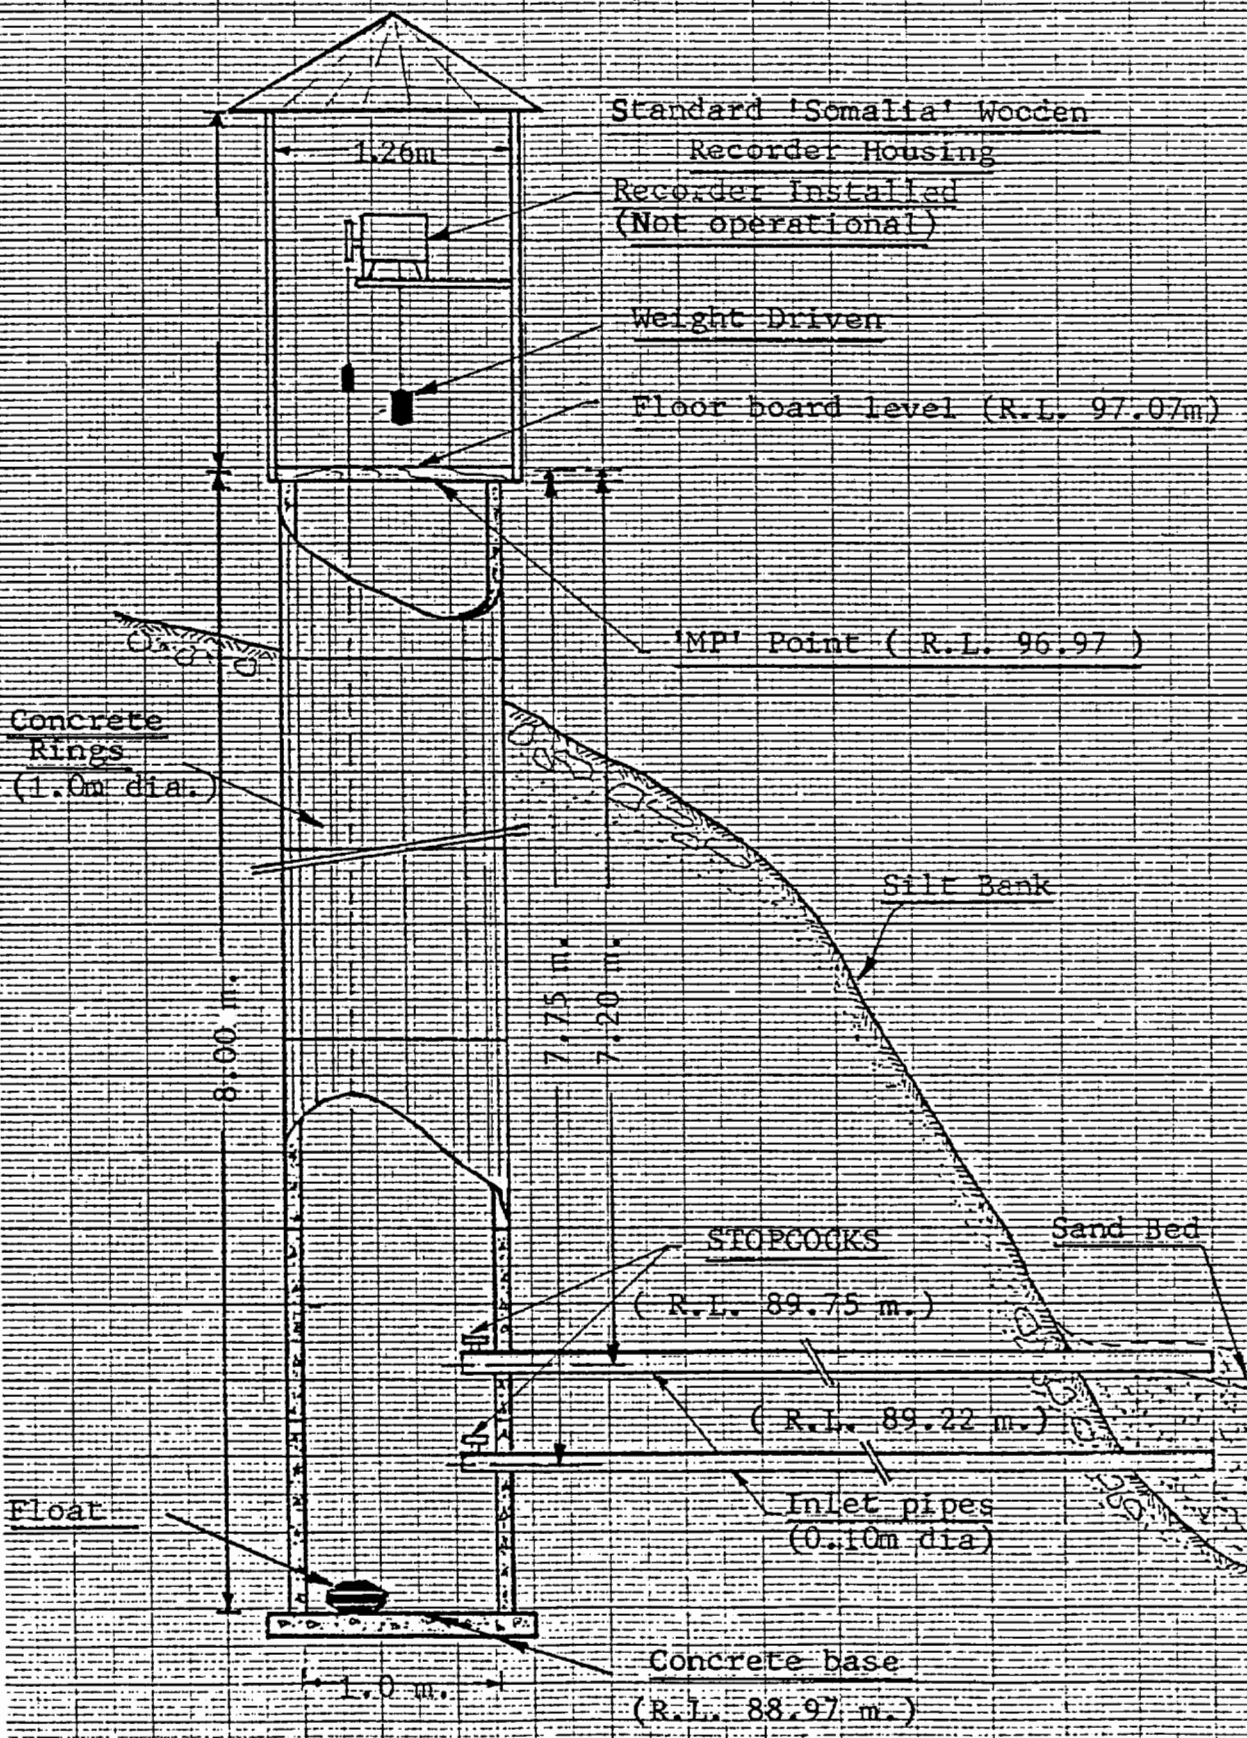 Standard 'Somalia' Wooden
Recorder Housing
1.26m
Recorder Installed
(Not operational)
Weight Driven
Floor board level (R.L. 97.07m)
'MP' Point ( R.L. 96.97 )
Concrete
Rings
(1.0m dia.)
Silt Bank
8.00 m.
7.75 m.
7.20 m.
Sand Bed
STOPCOCKS
( R.L. 89.75 m.)
( R.L. 89.22 m.)
Inlet pipes
(0.10m dia)
Float
Concrete base
(R.L. 88.97 m.)
1.0 m.